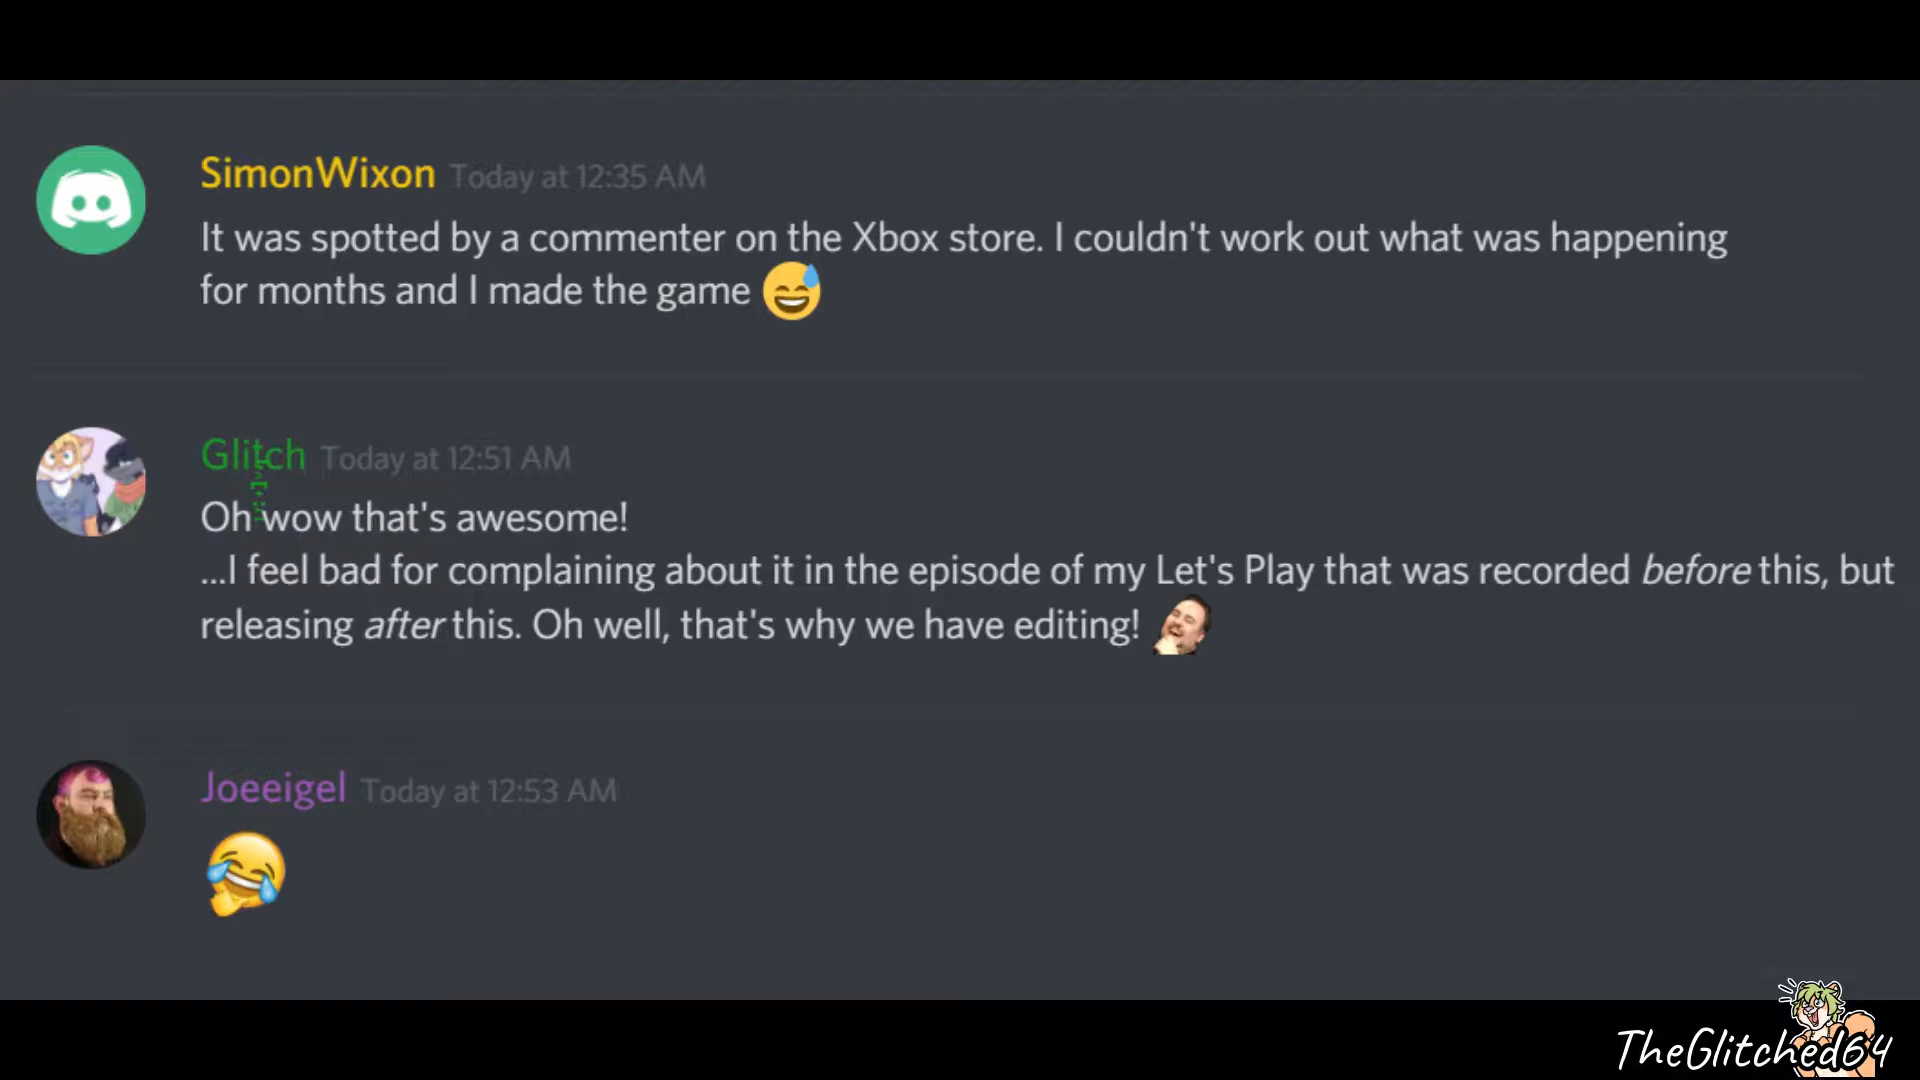 SimonWixon Today at 12:35 AM
It was spotted by a commenter on the Xbox store. I couldn't work out what was happening
for months and I made the game 😅
Glitch Today at 12:51 AM
Oh wow that's awesome!
...I feel bad for complaining about it in the episode of my Let's Play that was recorded before this, but
releasing after this. Oh well, that's why we have editing!
Joeeigel Today at 12:53 AM
😂
TheGlitched64